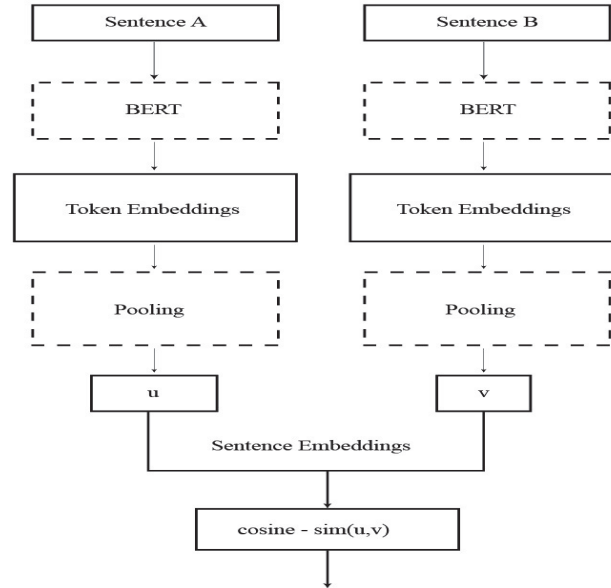 Sentence A
Sentence B
BERT
BERT
Token Embeddings
Token Embeddings
Pooling
Pooling
u
v
Sentence Embeddings
cosine - sim(u,v)